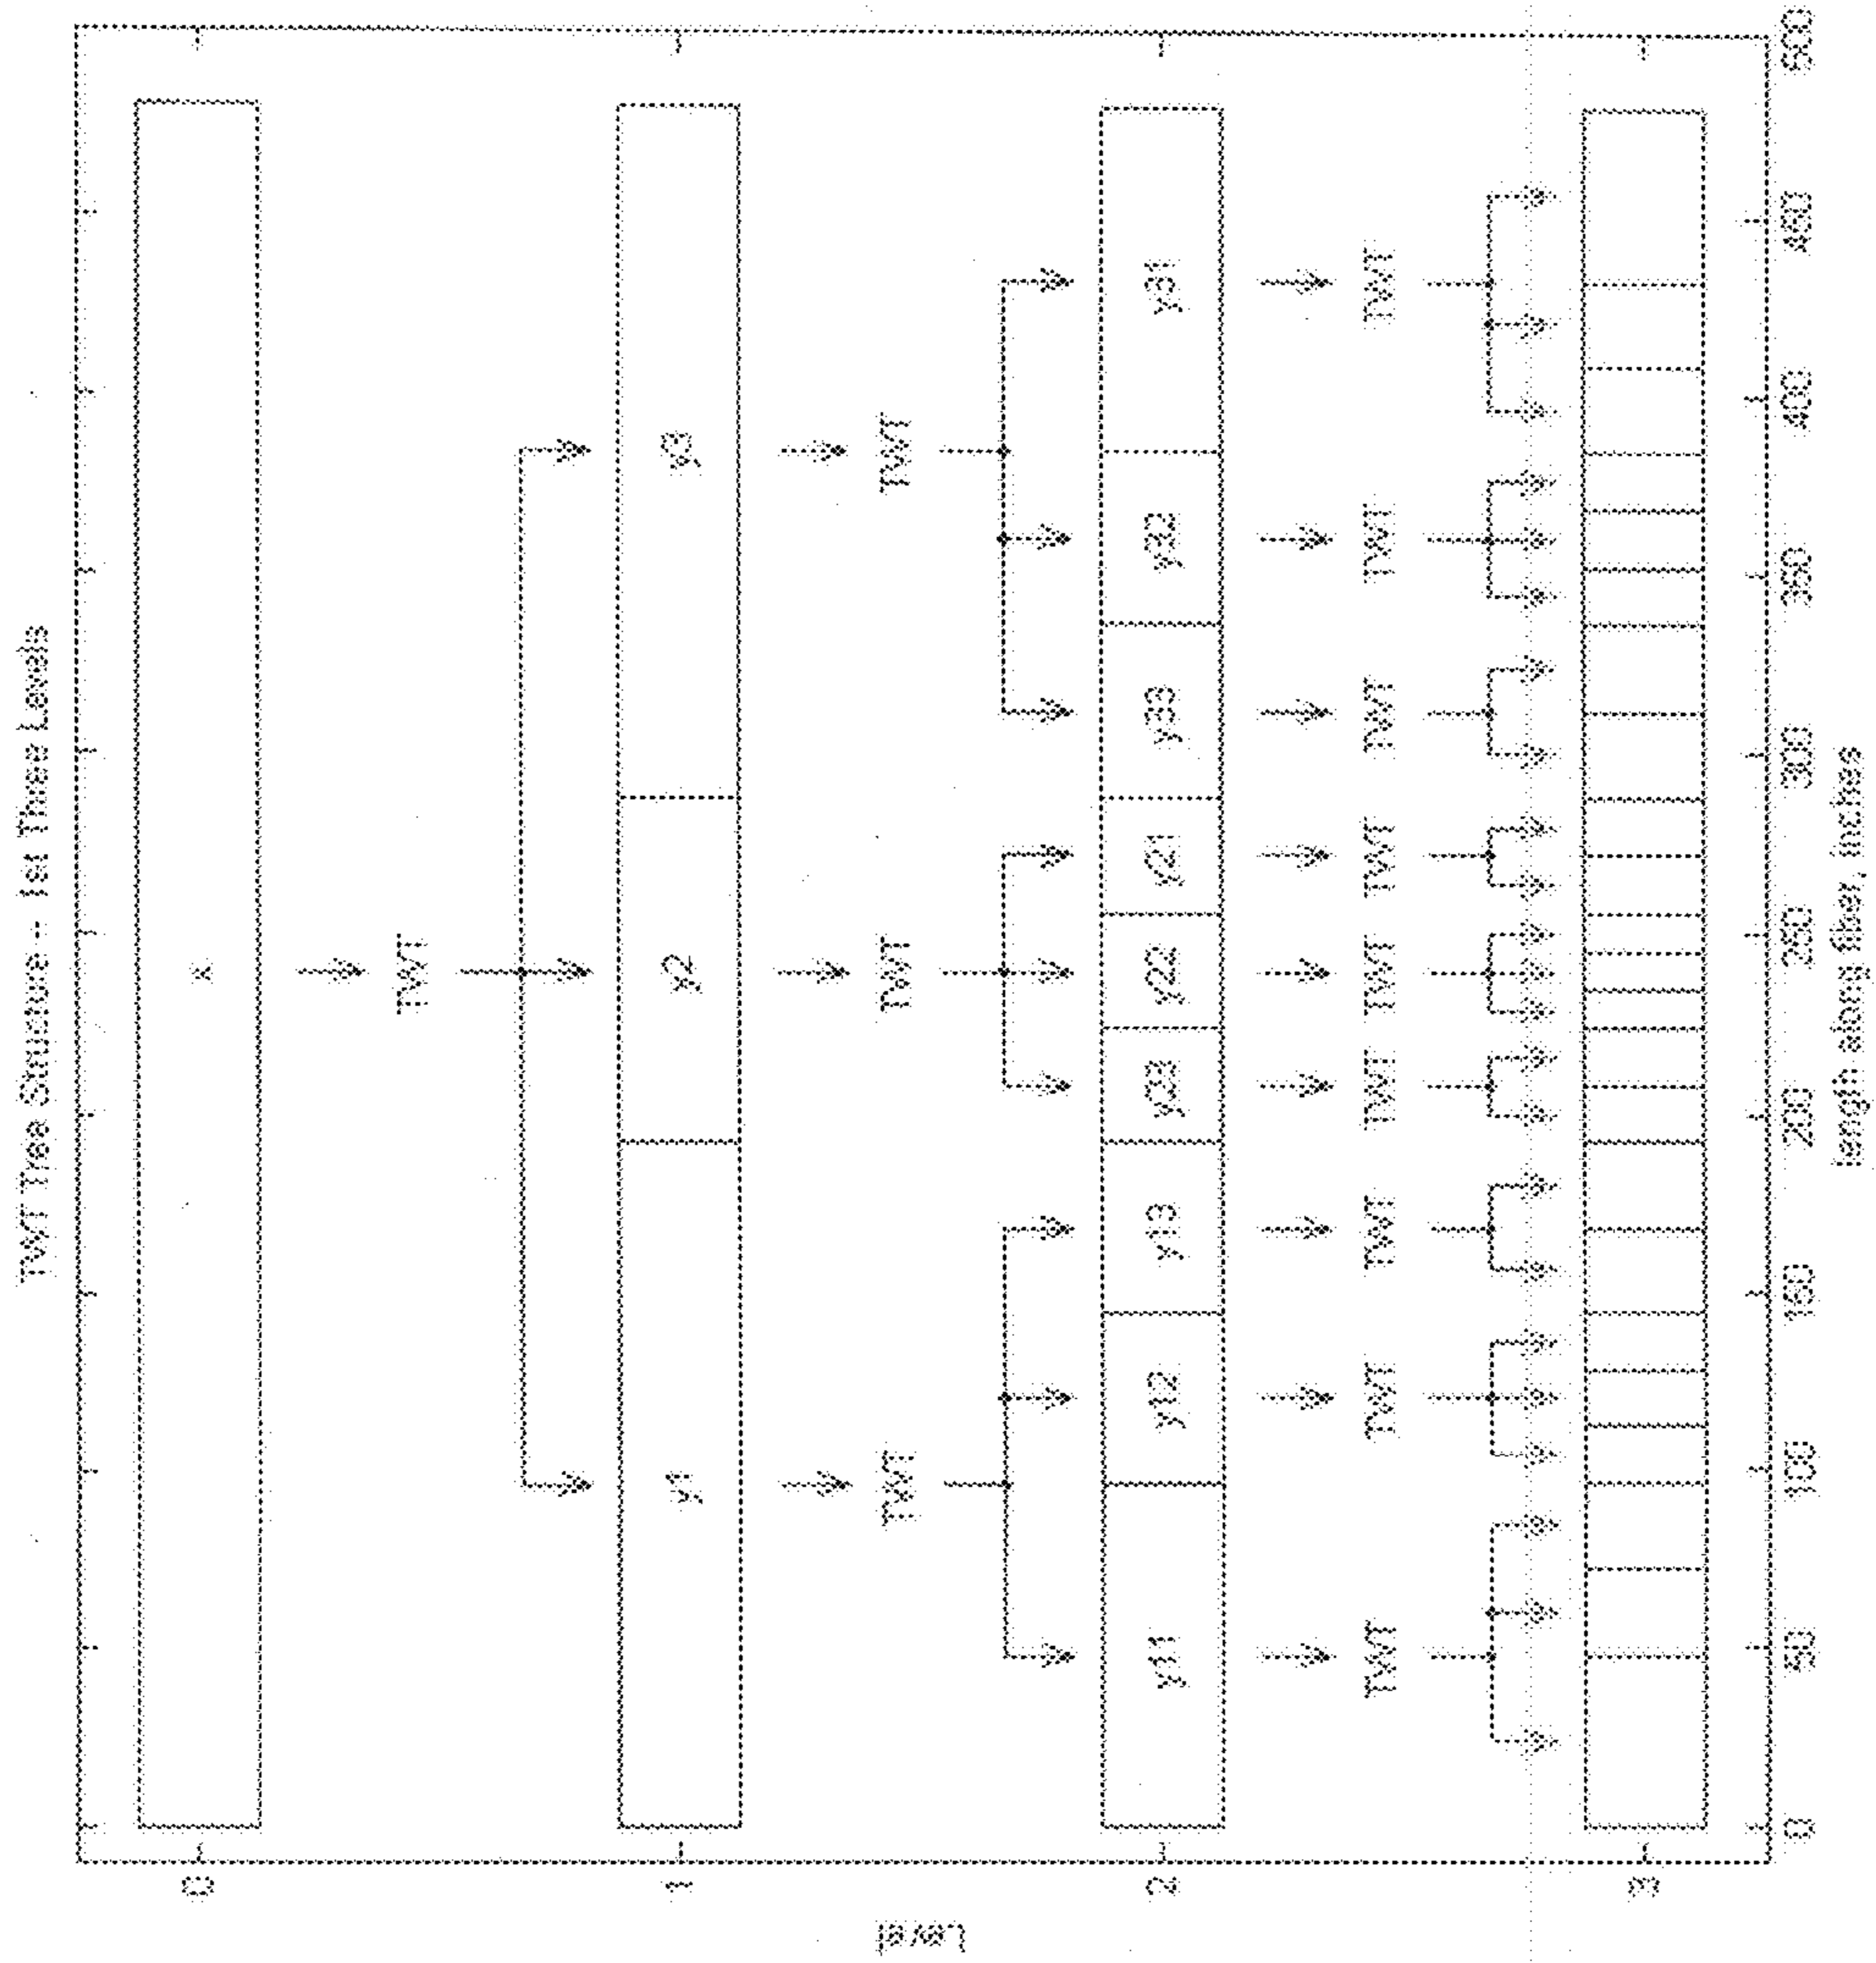 TWT Tree Structure -- 1st Three Levels
0
x
TWT
1
y1 y2 y3
TWT TWT TWT
Level
2
y11 y12 y13 y23 y22 y21 y33 y32 y31
TWT TWT TWT TWT TWT TWT TWT TWT TWT
3
0 50 100 150 200 250 300 350 400 450 500
length along fiber, inches